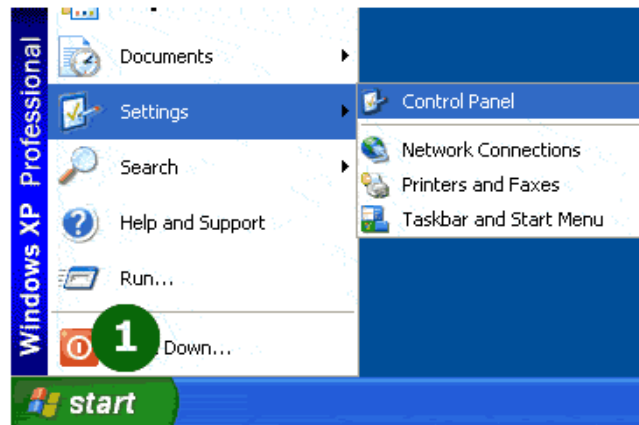 Windows XP Professional
Documents
Settings
Search
Help and Support
Run...
Down...
1
Control Panel
Network Connections
Printers and Faxes
Taskbar and Start Menu
start